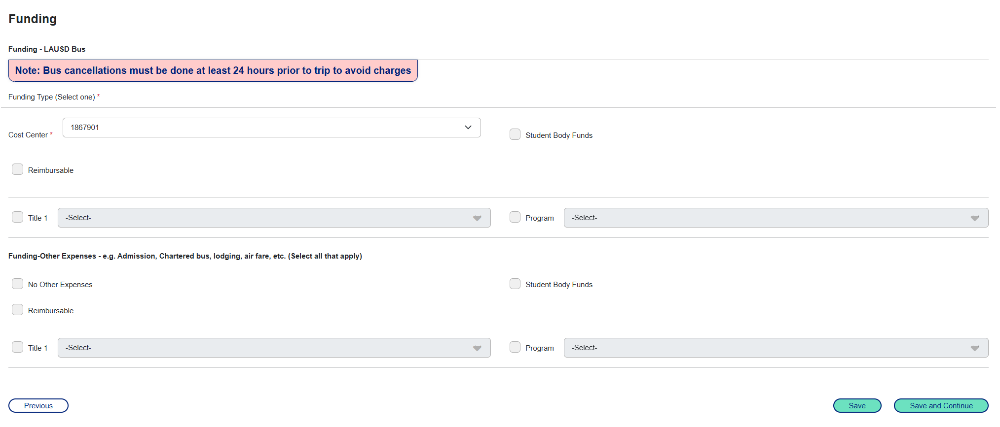 Funding
Funding - LAUSD Bus
Note: Bus cancellations must be done at least 24 hours prior to trip to avoid charges
Funding Type (Select one) *
Cost Center * 1867901 Student Body Funds
Reimbursable
Title 1 -Select- Program -Select-
Funding-Other Expenses - e.g. Admission, Chartered bus, lodging, air fare, etc. (Select all that apply)
No Other Expenses Student Body Funds
Reimbursable
Title 1 -Select- Program -Select-
Previous Save Save and Continue